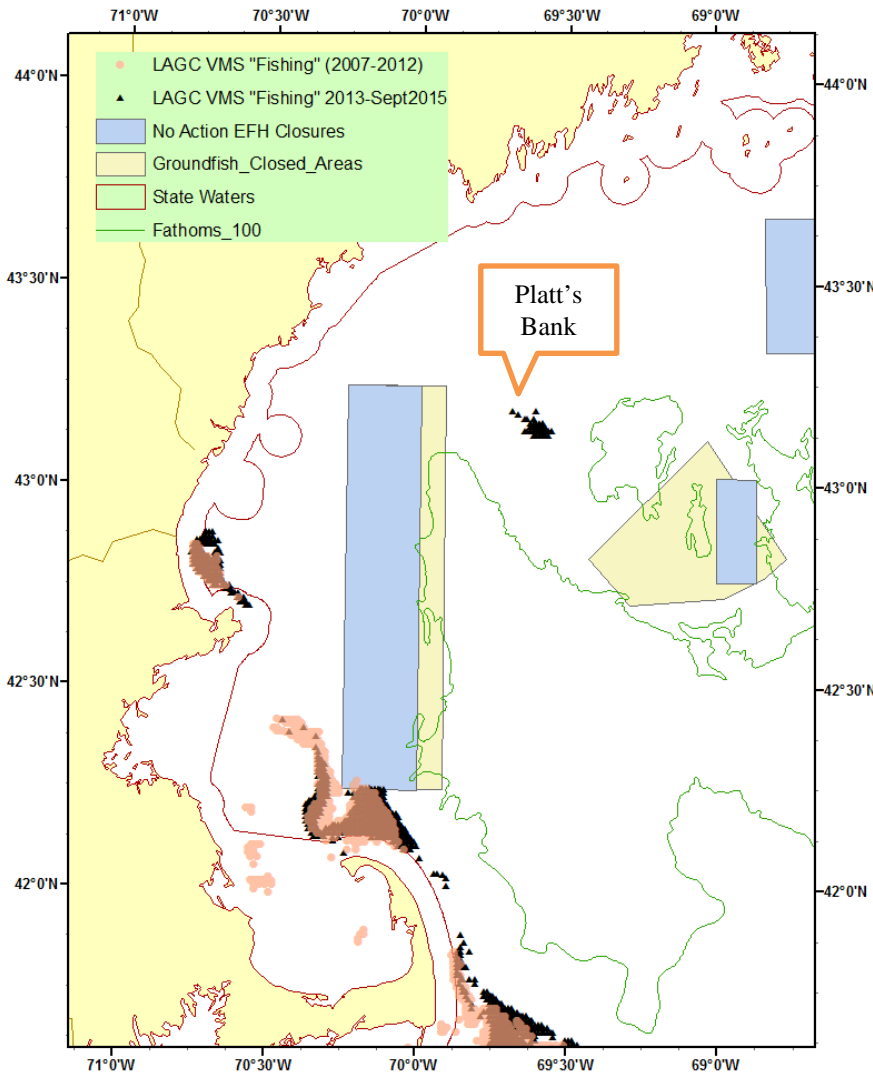 71°0'W 70°30'W 70°0'W 69°30'W 69°0'W
44°0'N 44°0'N
LAGC VMS "Fishing" (2007-2012)
LAGC VMS "Fishing" 2013-Sept2015
No Action EFH Closures
Groundfish_Closed_Areas
State Waters
Fathoms_100
43°30'N 43°30'N
Platt's
Bank
43°0'N 43°0'N
42°30'N 42°30'N
42°0'N 42°0'N
71°0'W 70°30'W 70°0'W 69°30'W 69°0'W